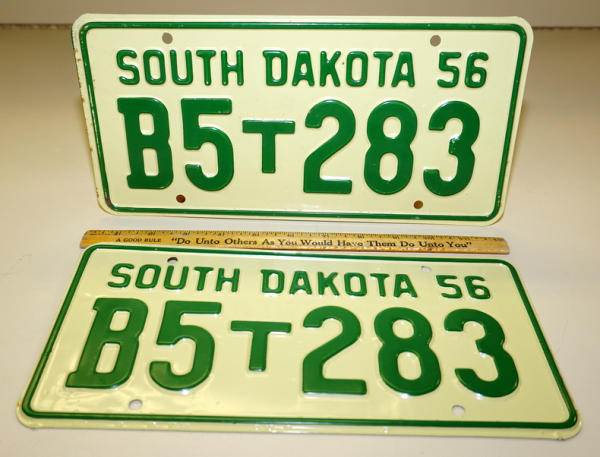 SOUTH DAKOTA 56
B5T283
A GOOD RULE "Do Unto Others As You Would Have Them Do Unto You"
SOUTH DAKOTA 56
B5T283